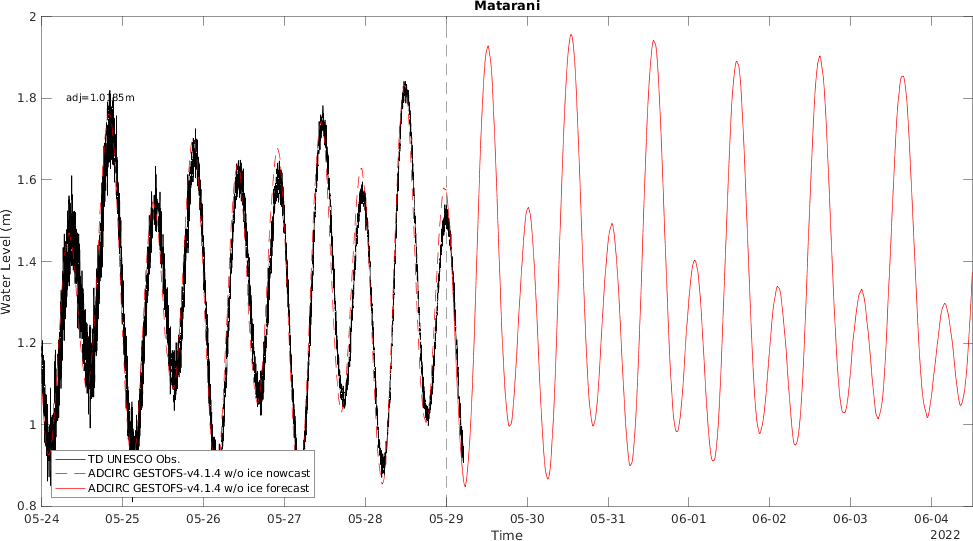 Matarani
2
1.8
1.6
1.4
1.2
1
0.8
Water Level (m)
adj=1.0185m
TD UNESCO Obs.
ADCIRC GESTOFS-v4.1.4 w/o ice nowcast
ADCIRC GESTOFS-v4.1.4 w/o ice forecast
05-24 05-25 05-26 05-27 05-28 05-29 05-30 05-31 06-01 06-02 06-03 06-04
Time
2022